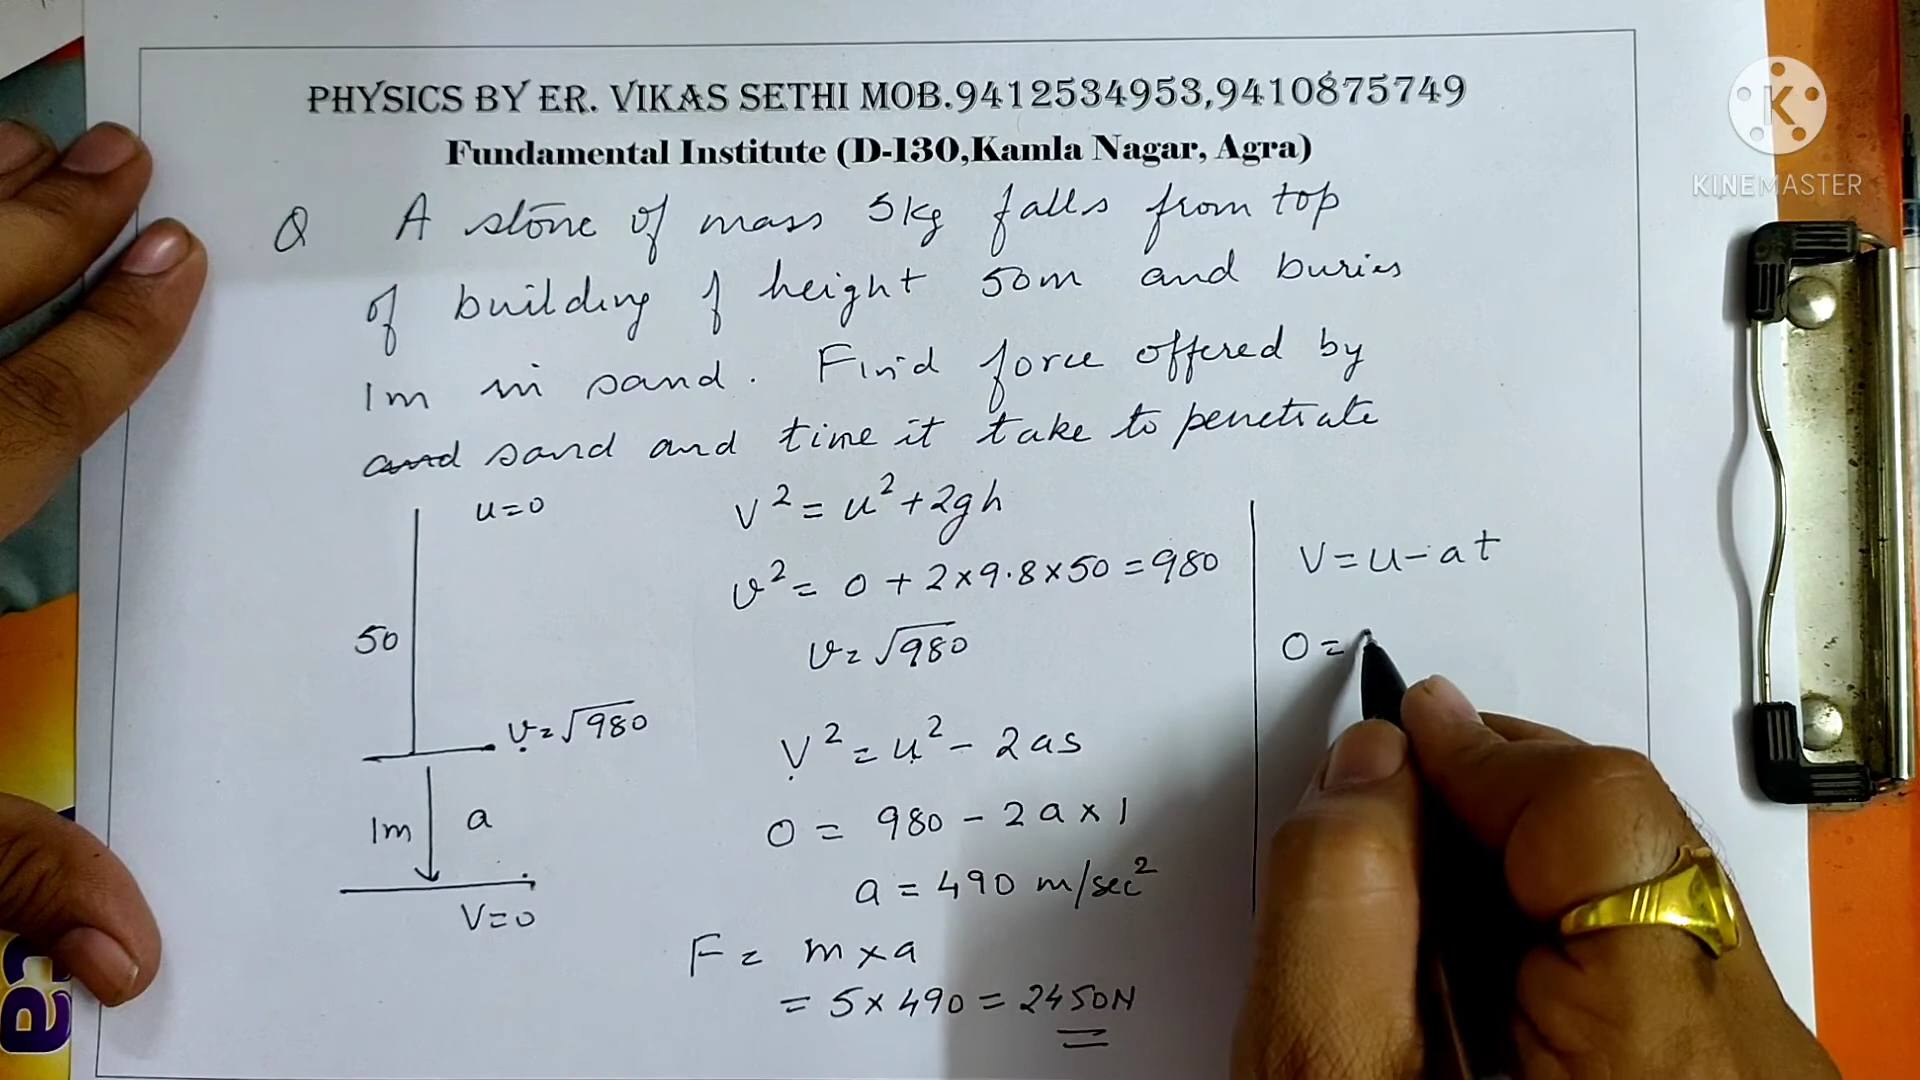 PHYSICS BY ER. VIKAS SETHI MOB.9412534953,9410875749
Fundamental Institute (D-130,Kamla Nagar, Agra)
KINEMASTER
Q A stone of mass 5kg falls from top
of building of height 50m and buries
1m in sand. Find force offered by
and sand and time it take to penetrate
u=0
50
v=√980
1m a
V=0
V²=u²+2gh
v²= 0+2×9.8×50=980
v=√980
V²=u²-2as
0= 980-2a×1
a=490 m/sec²
F= m×a
=5×490=2450N
V=u-at
0=